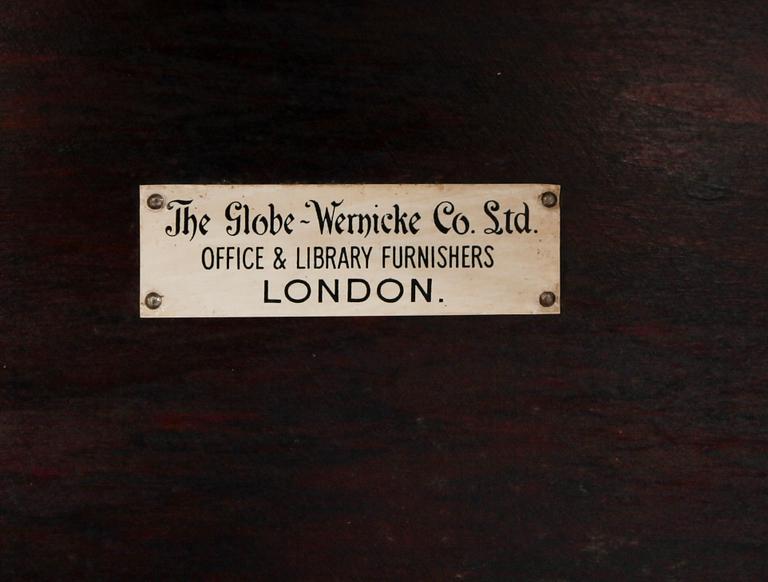 The Globe-Wernicke Co. Ltd.
OFFICE & LIBRARY FURNISHERS
LONDON.